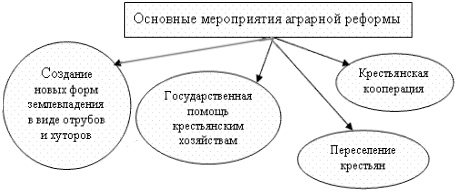 Основные мероприятия аграрной реформы
Создание
новых форм
землевладения
в виде отрубов
и хуторов
Государственная
помощь
крестьянским
хозяйствам
Крестьянская
кооперация
Переселение
крестьян